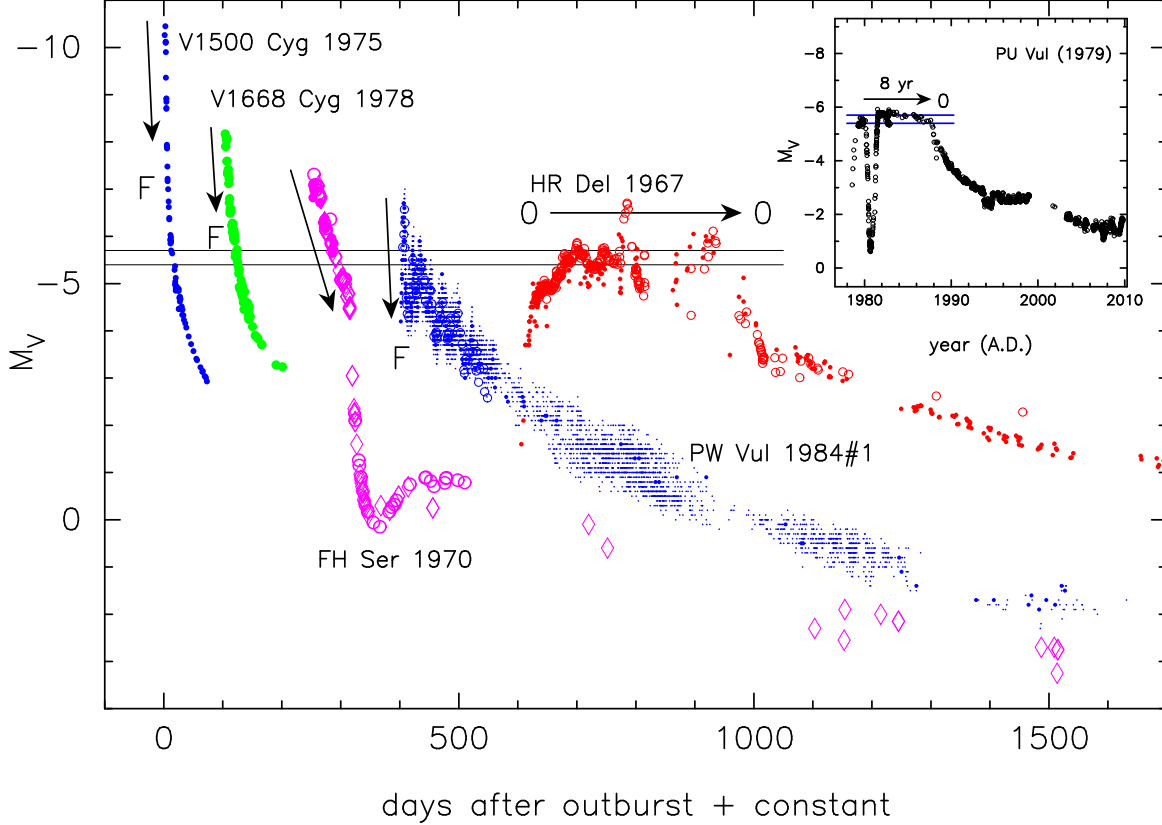 V1500 Cyg 1975
V1668 Cyg 1978
F
F
F
HR Del 1967
0 0
PW Vul 1984#1
FH Ser 1970
M_V
-10
-5
0
0 500 1000 1500
days after outburst + constant
PU Vul (1979)
8 yr
0
M_V
-8
-6
-4
-2
0
1980 1990 2000 2010
year (A.D.)